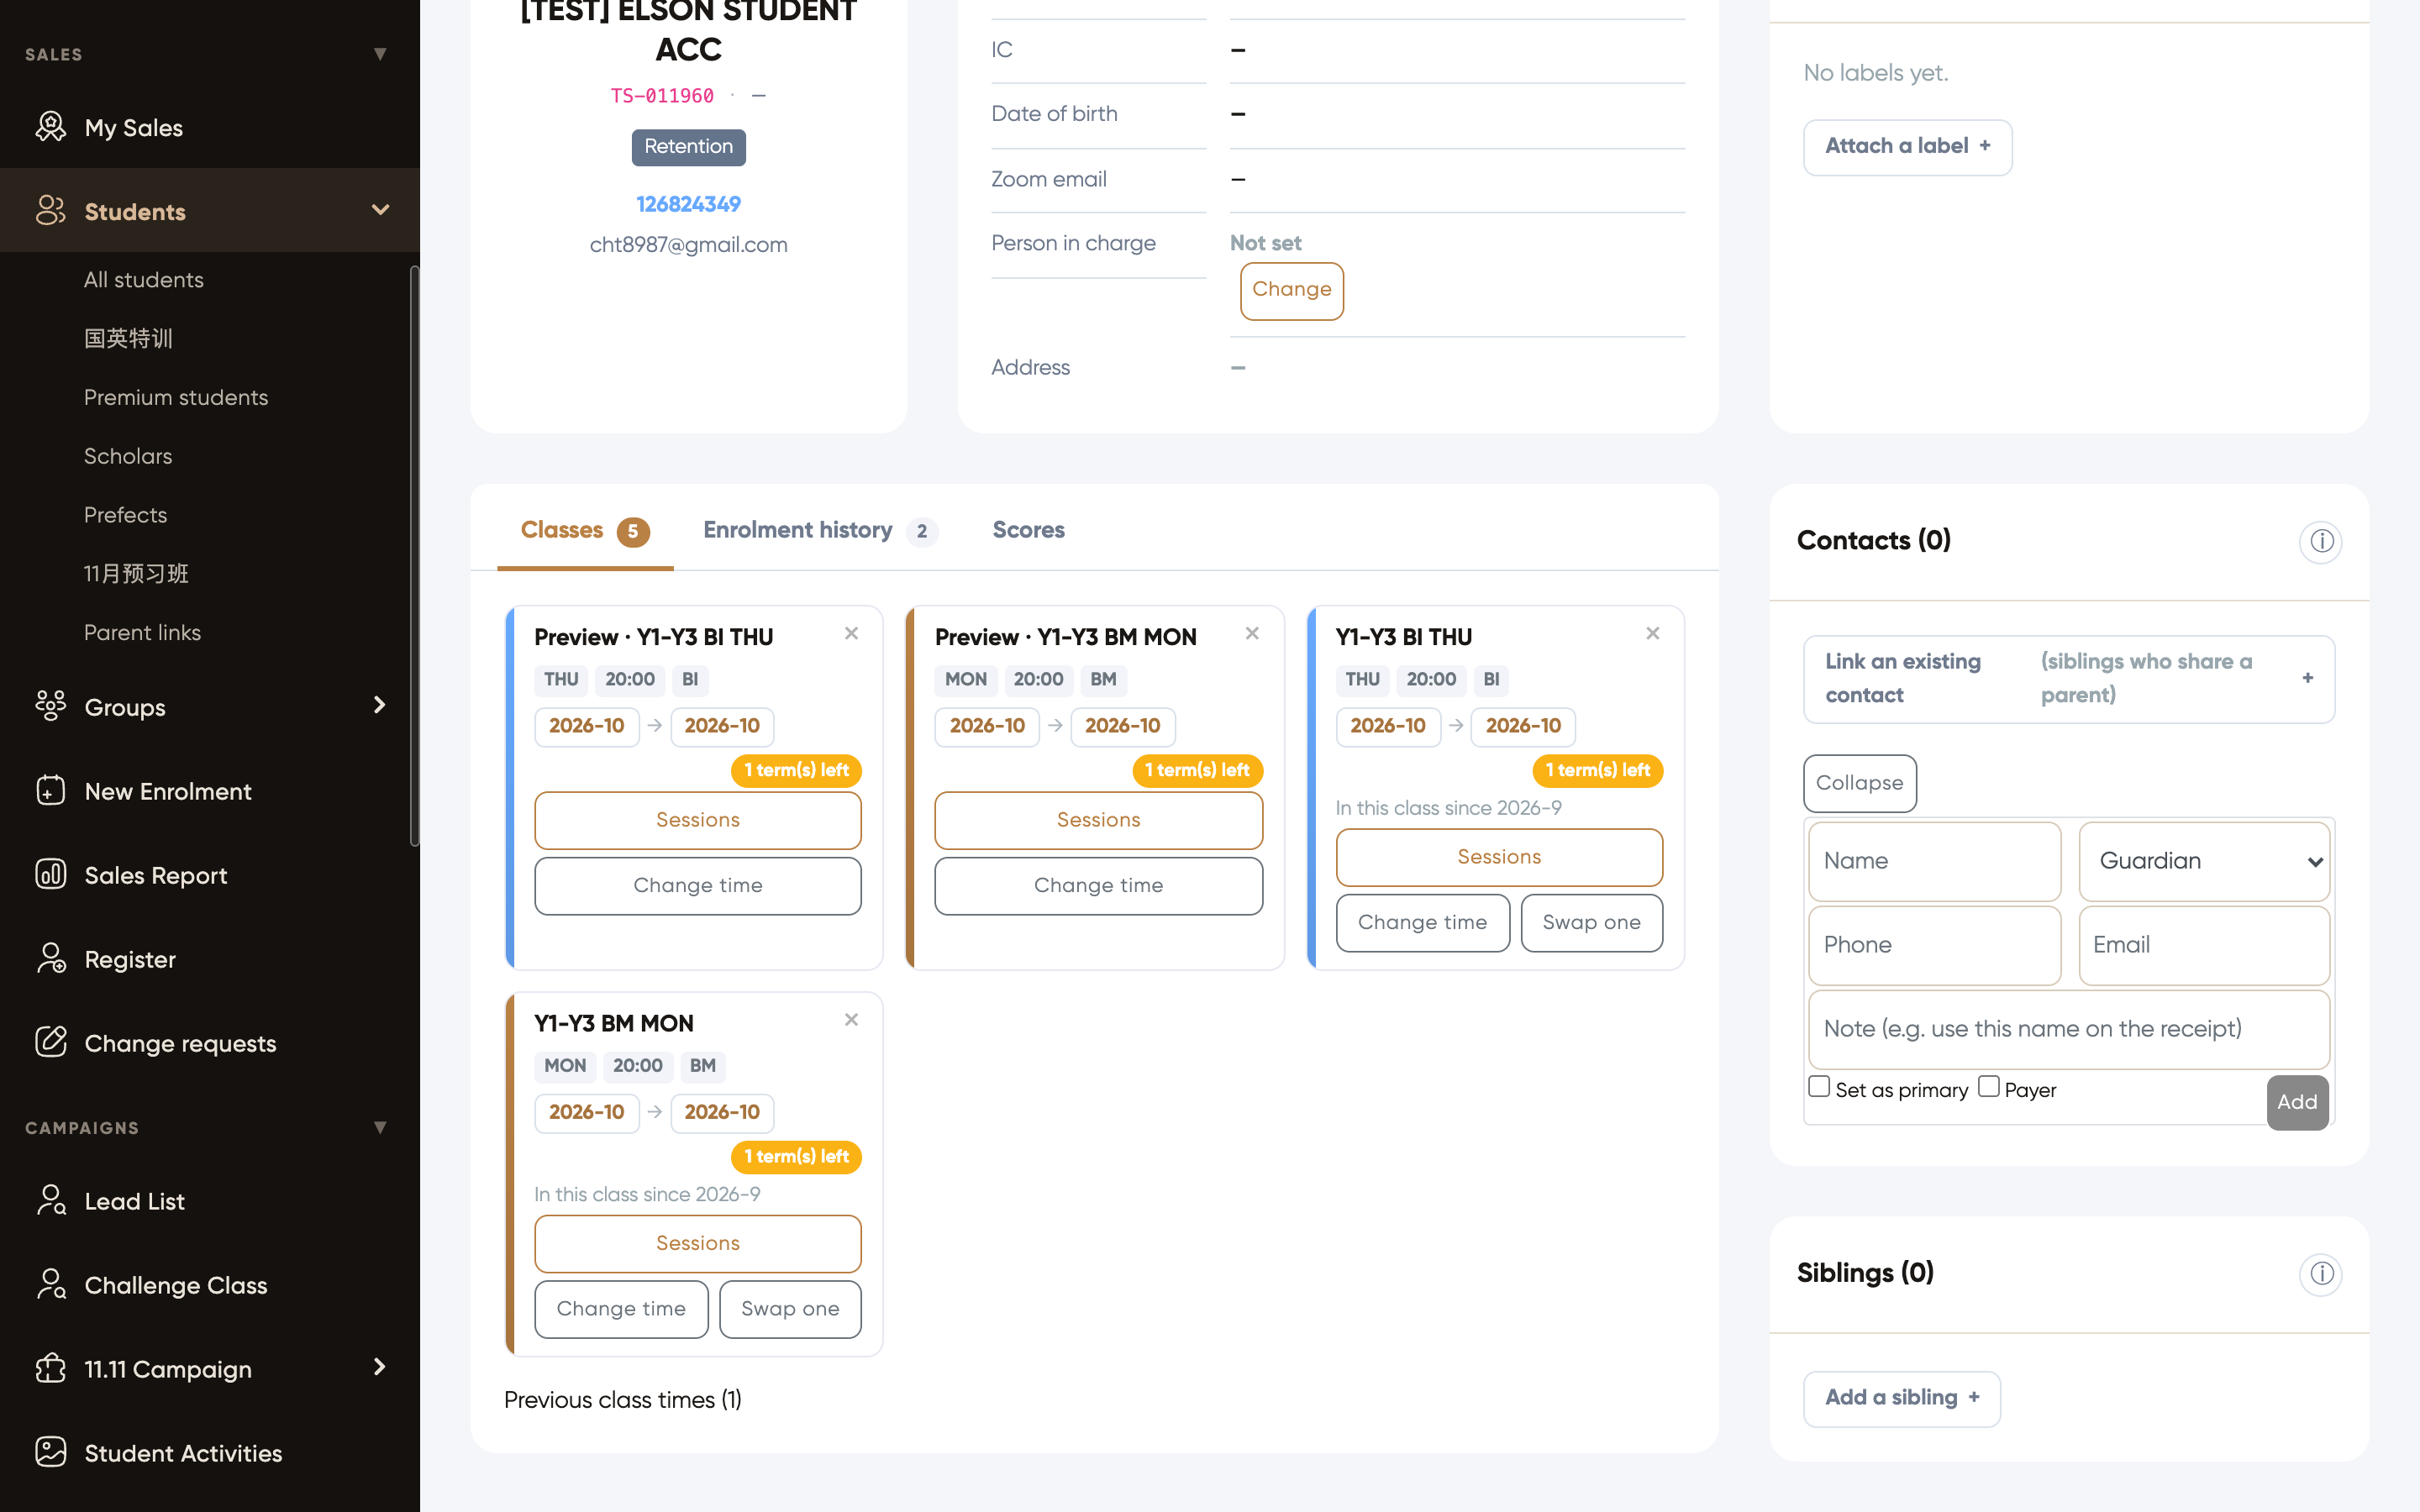 SALES ▼
My Sales
Students
All students
国英特训
Premium students
Scholars
Prefects
11月预习班
Parent links
Groups
New Enrolment
Sales Report
Register
Change requests
CAMPAIGNS ▼
Lead List
Challenge Class
11.11 Campaign
Student Activities
[TEST] ELSON STUDENT
ACC
TS-011960 · —
Retention
126824349
cht8987@gmail.com
IC –
Date of birth –
Zoom email –
Person in charge Not set
Change
Address –
No labels yet.
Attach a label +
Classes 5 Enrolment history 2 Scores
Preview · Y1-Y3 BI THU ×
THU 20:00 BI
2026-10 → 2026-10
1 term(s) left
Sessions
Change time
Preview · Y1-Y3 BM MON ×
MON 20:00 BM
2026-10 → 2026-10
1 term(s) left
Sessions
Change time
Y1-Y3 BI THU ×
THU 20:00 BI
2026-10 → 2026-10
1 term(s) left
In this class since 2026-9
Sessions
Change time Swap one
Y1-Y3 BM MON ×
MON 20:00 BM
2026-10 → 2026-10
1 term(s) left
In this class since 2026-9
Sessions
Change time Swap one
Previous class times (1)
Contacts (0)
Link an existing contact (siblings who share a parent) +
Collapse
Name Guardian
Phone Email
Note (e.g. use this name on the receipt)
Set as primary Payer Add
Siblings (0)
Add a sibling +